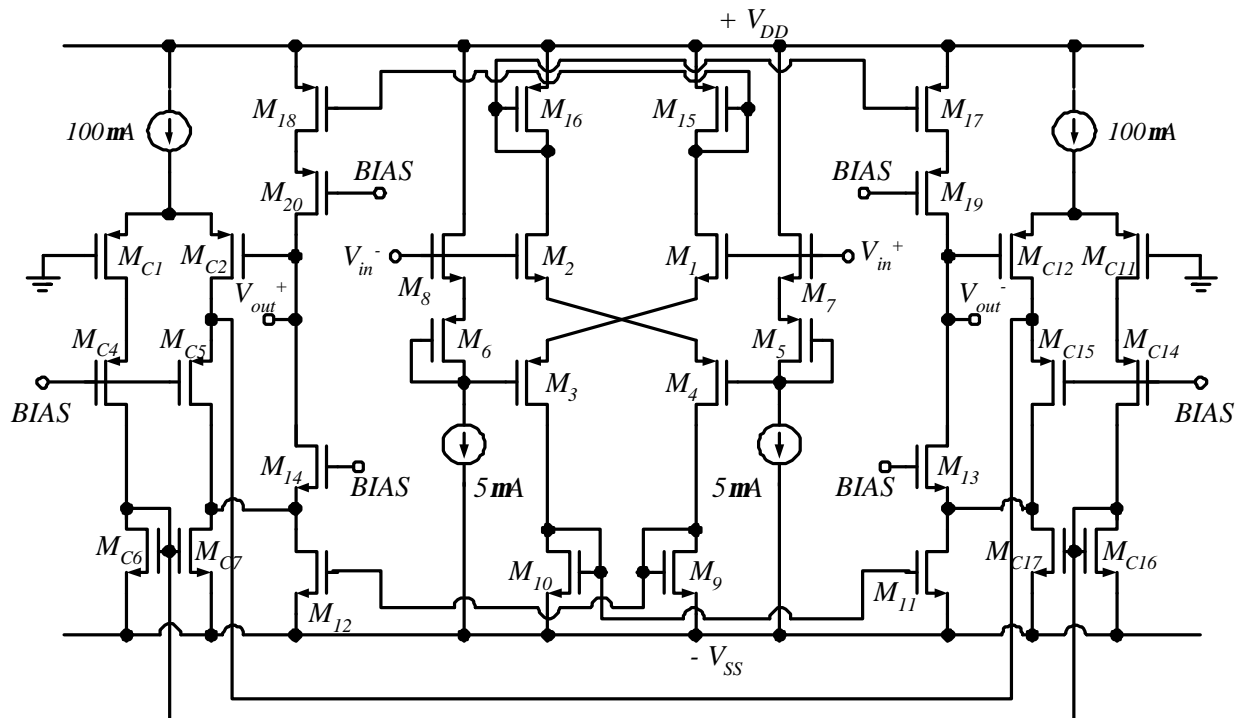 + V_DD
M_18
M_16
M_15
M_17
100mA
100mA
BIAS
BIAS
M_20
M_19
M_C1
M_C2
V_in^-
M_2
M_1
V_in^+
M_C12
M_C11
M_8
M_7
V_out^+
V_out^-
M_C4
M_C5
M_6
M_5
M_C15
M_C14
M_3
M_4
BIAS
BIAS
M_14
BIAS
5mA
5mA
BIAS
M_13
M_C6
M_C7
M_10
M_9
M_C17
M_C16
M_12
M_11
- V_SS